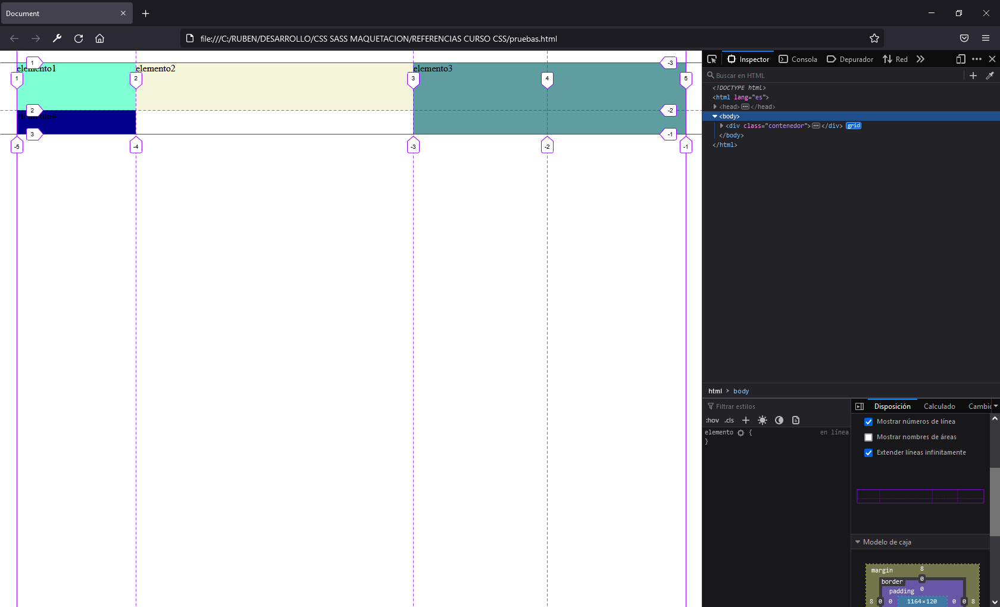 Document
file:///C:/RUBEN/DESARROLLO/CSS SASS MAQUETACION/REFERENCIAS CURSO CSS/pruebas.html
1 -3
elemento1 elemento2 elemento3
1 2 3 4 5
2 -2
elemento4
3 -1
-5 -4 -3 -2 -1
Inspector Consola Depurador Red
Buscar en HTML
<!DOCTYPE html>
<html lang="es">
<head> </head>
<body>
<div class="contenedor"> </div> grid
</body>
</html>
html > body
Filtrar estilos
:hov .cls
elemento { en línea
}
Disposición Calculado Cambio
Mostrar números de línea
Mostrar nombres de áreas
Extender líneas infinitamente
Modelo de caja
margin 8
border 0
padding 0
8 0 0 1164×120 0 0 8